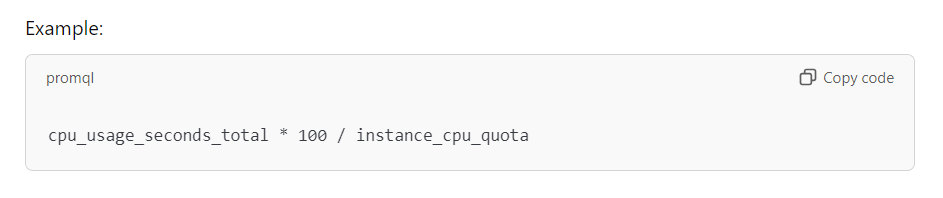 Example:
promql
Copy code
cpu_usage_seconds_total * 100 / instance_cpu_quota